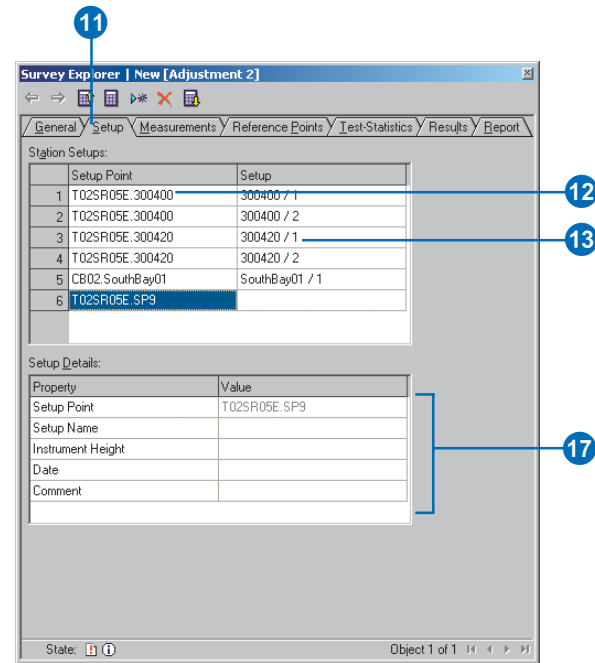 11
Survey Explorer | New [Adjustment 2]
General Setup Measurements Reference Points Test-Statistics Results Report
Station Setups:
Setup Point Setup
1 T02SR05E.300400 300400 / 1
12
2 T02SR05E.300400 300400 / 2
3 T02SR05E.300420 300420 / 1
13
4 T02SR05E.300420 300420 / 2
5 CB02.SouthBay01 SouthBay01 / 1
6 T02SR05E.SP9
Setup Details:
Property Value
Setup Point T02SR05E.SP9
Setup Name
Instrument Height
17
Date
Comment
State: Object 1 of 1